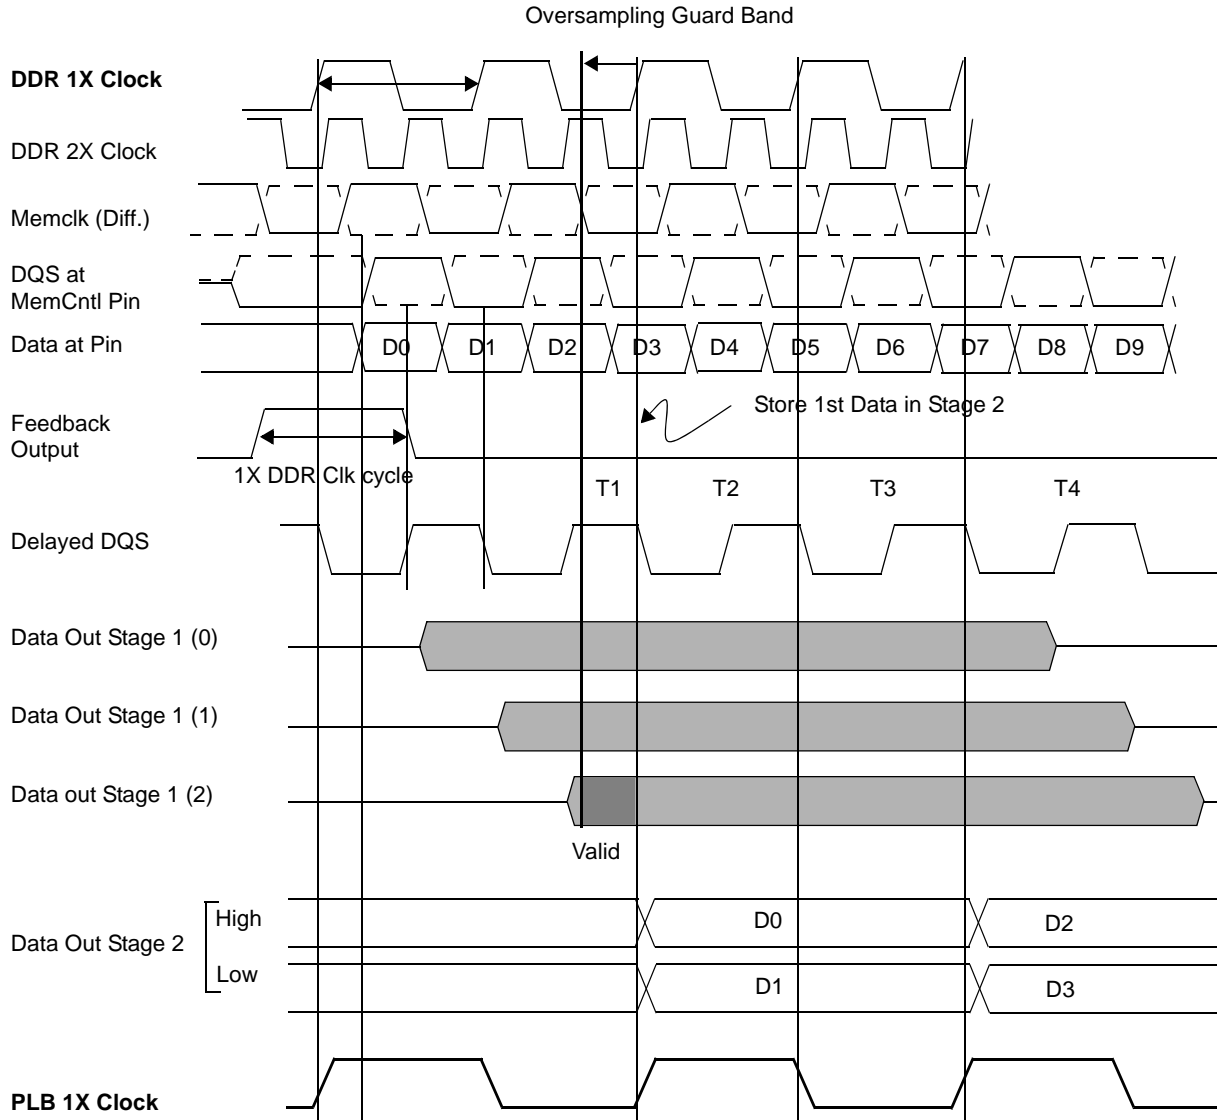 Oversampling Guard Band
DDR 1X Clock
DDR 2X Clock
Memclk (Diff.)
DQS at
MemCntl Pin
Data at Pin
D0 D1 D2 D3 D4 D5 D6 D7 D8 D9
Store 1st Data in Stage 2
Feedback
Output
1X DDR Clk cycle
T1 T2 T3 T4
Delayed DQS
Data Out Stage 1 (0)
Data Out Stage 1 (1)
Data out Stage 1 (2)
Valid
Data Out Stage 2
High
D0 D2
Low
D1 D3
PLB 1X Clock